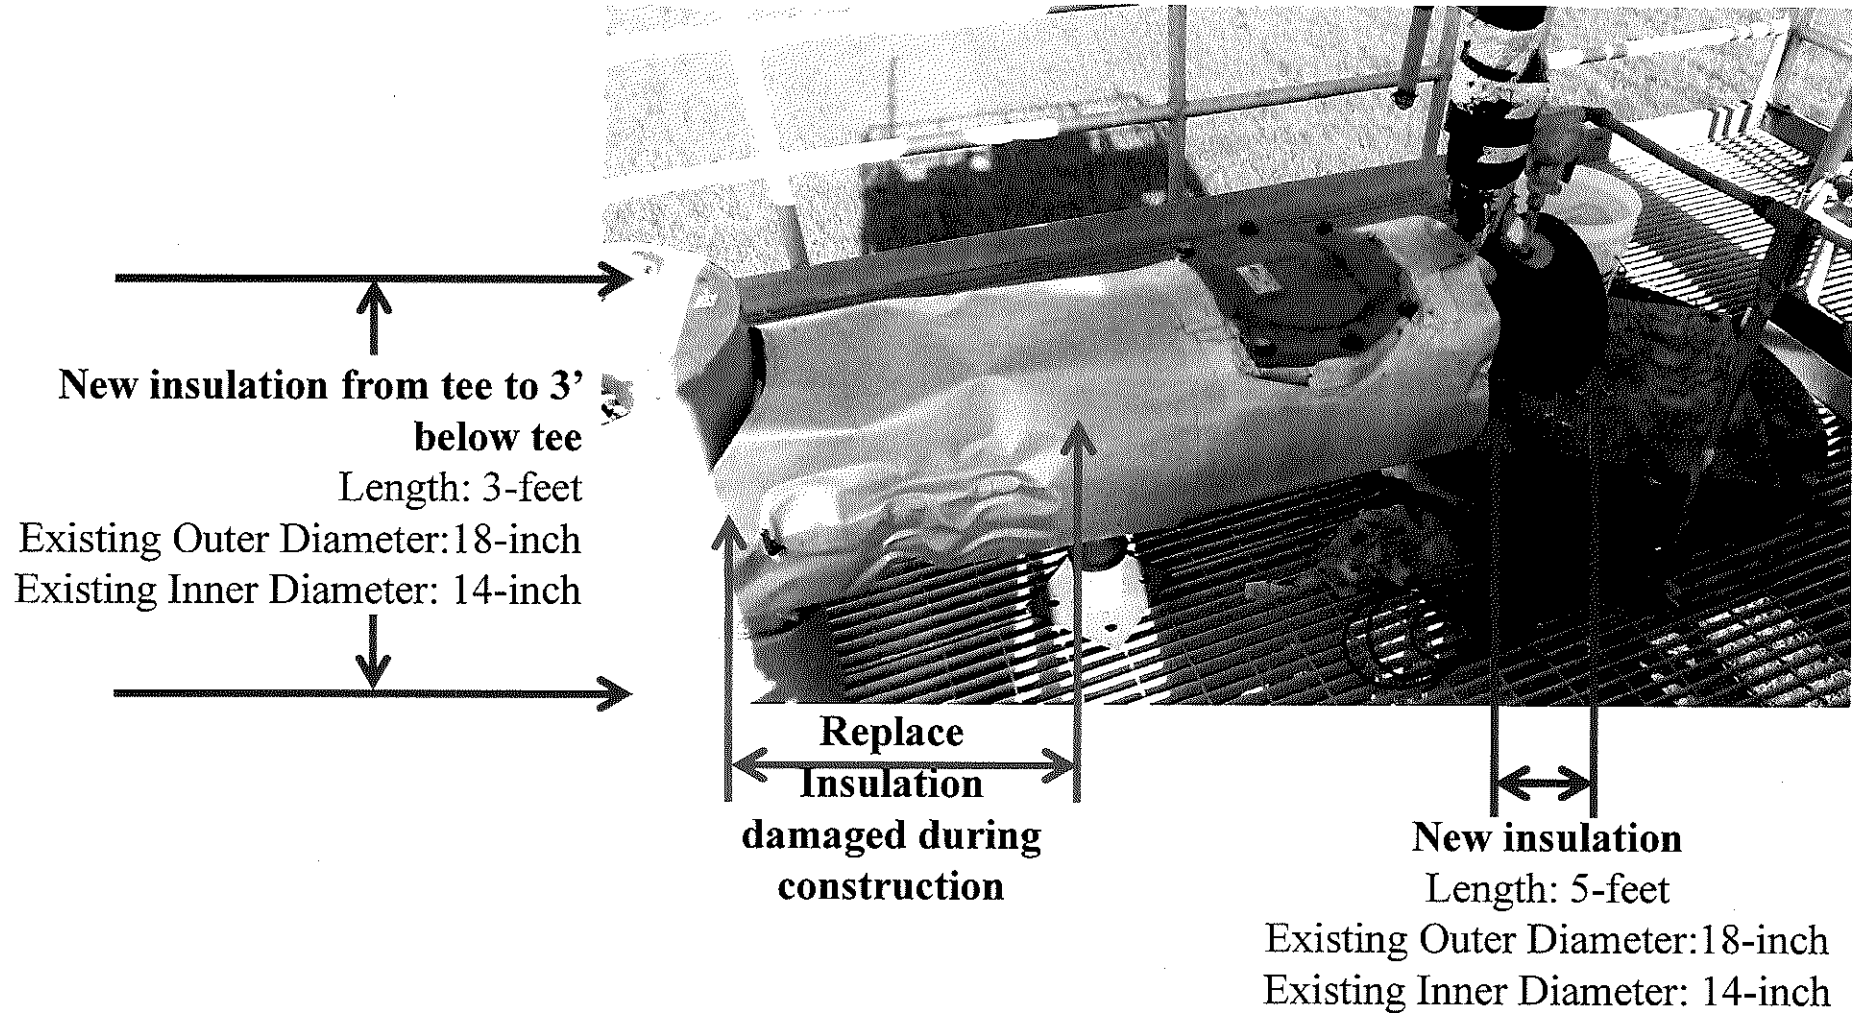 New insulation from tee to 3’
below tee
Length: 3-feet
Existing Outer Diameter:18-inch
Existing Inner Diameter: 14-inch
Replace
Insulation
damaged during
construction
New insulation
Length: 5-feet
Existing Outer Diameter:18-inch
Existing Inner Diameter: 14-inch